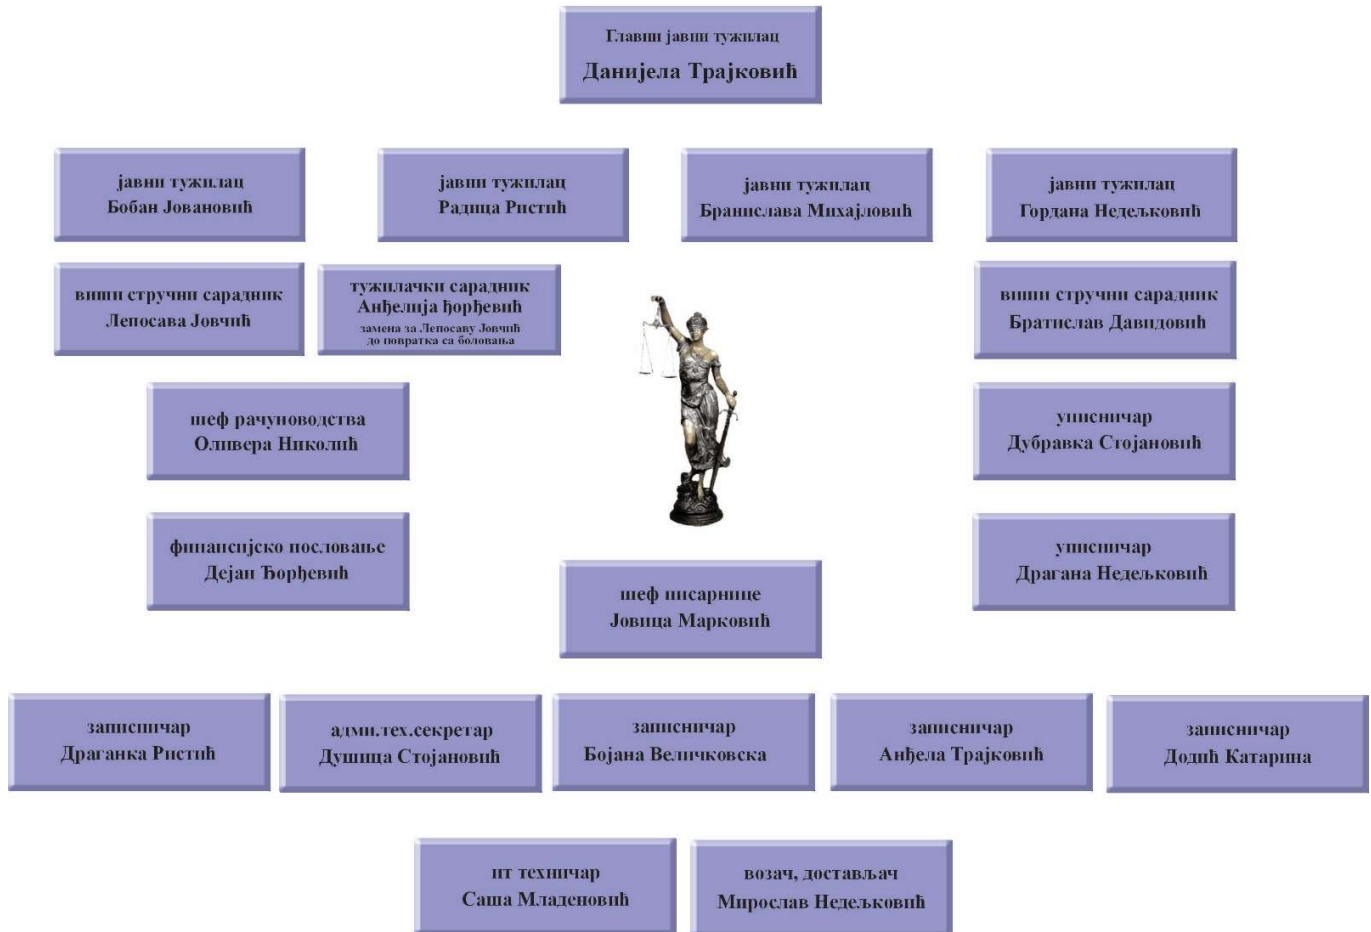 Главни јавни тужилац
Данијела Трајковић
јавни тужилац
Бобан Јовановић
јавни тужилац
Радица Ристић
јавни тужилац
Бранислава Михајловић
јавни тужилац
Гордана Недељковић
виши стручни сарадник
Лепосава Јовчић
тужилачки сарадник
Анђелија Ђорђевић
замена за Лепосаву Јовчић
до повратка са боловања
виши стручни сарадник
Братислав Давидовић
шеф рачуноводства
Оливера Николић
уписничар
Дубравка Стојановић
финансијско пословање
Дејан Ђорђевић
уписничар
Драгана Недељковић
шеф писарнице
Јовица Марковић
записничар
Драганка Ристић
адми.тех.секретар
Душица Стојановић
записничар
Бојана Величковска
записничар
Анђела Трајковић
записничар
Додић Катарина
ит техничар
Саша Младеновић
возач, достављач
Мирослав Недељковић